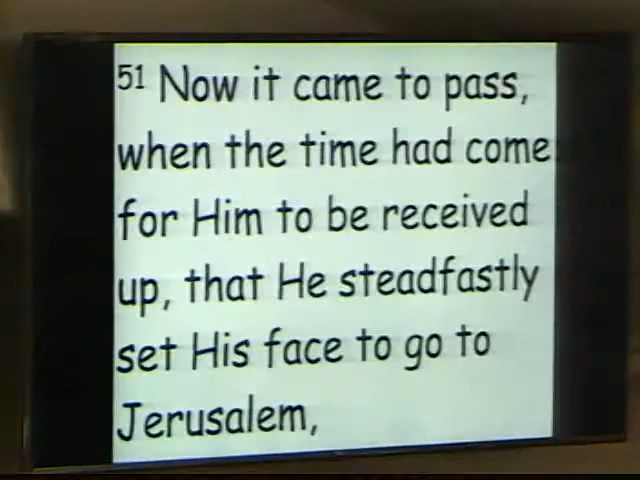 51 Now it came to pass,
when the time had come
for Him to be received
up, that He steadfastly
set His face to go to
Jerusalem,